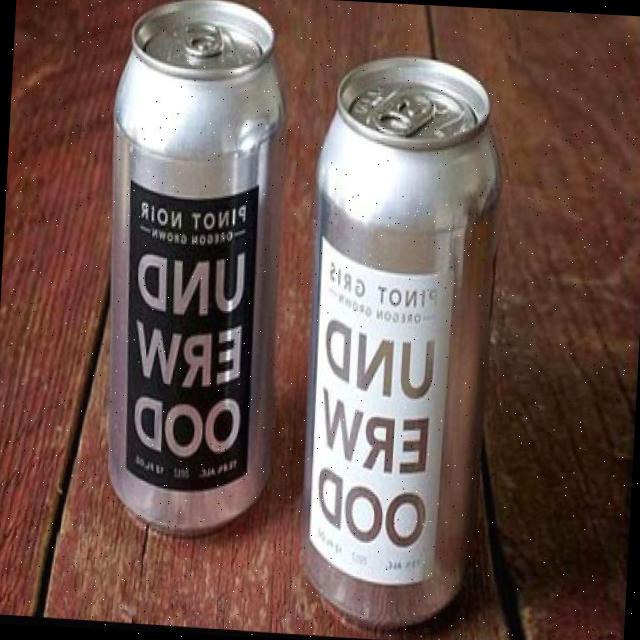 PINOT NOIR
OREGON GROWN
UND
ERW
OOD
PINOT GRIS
OREGON GROWN
UND
ERW
OOD